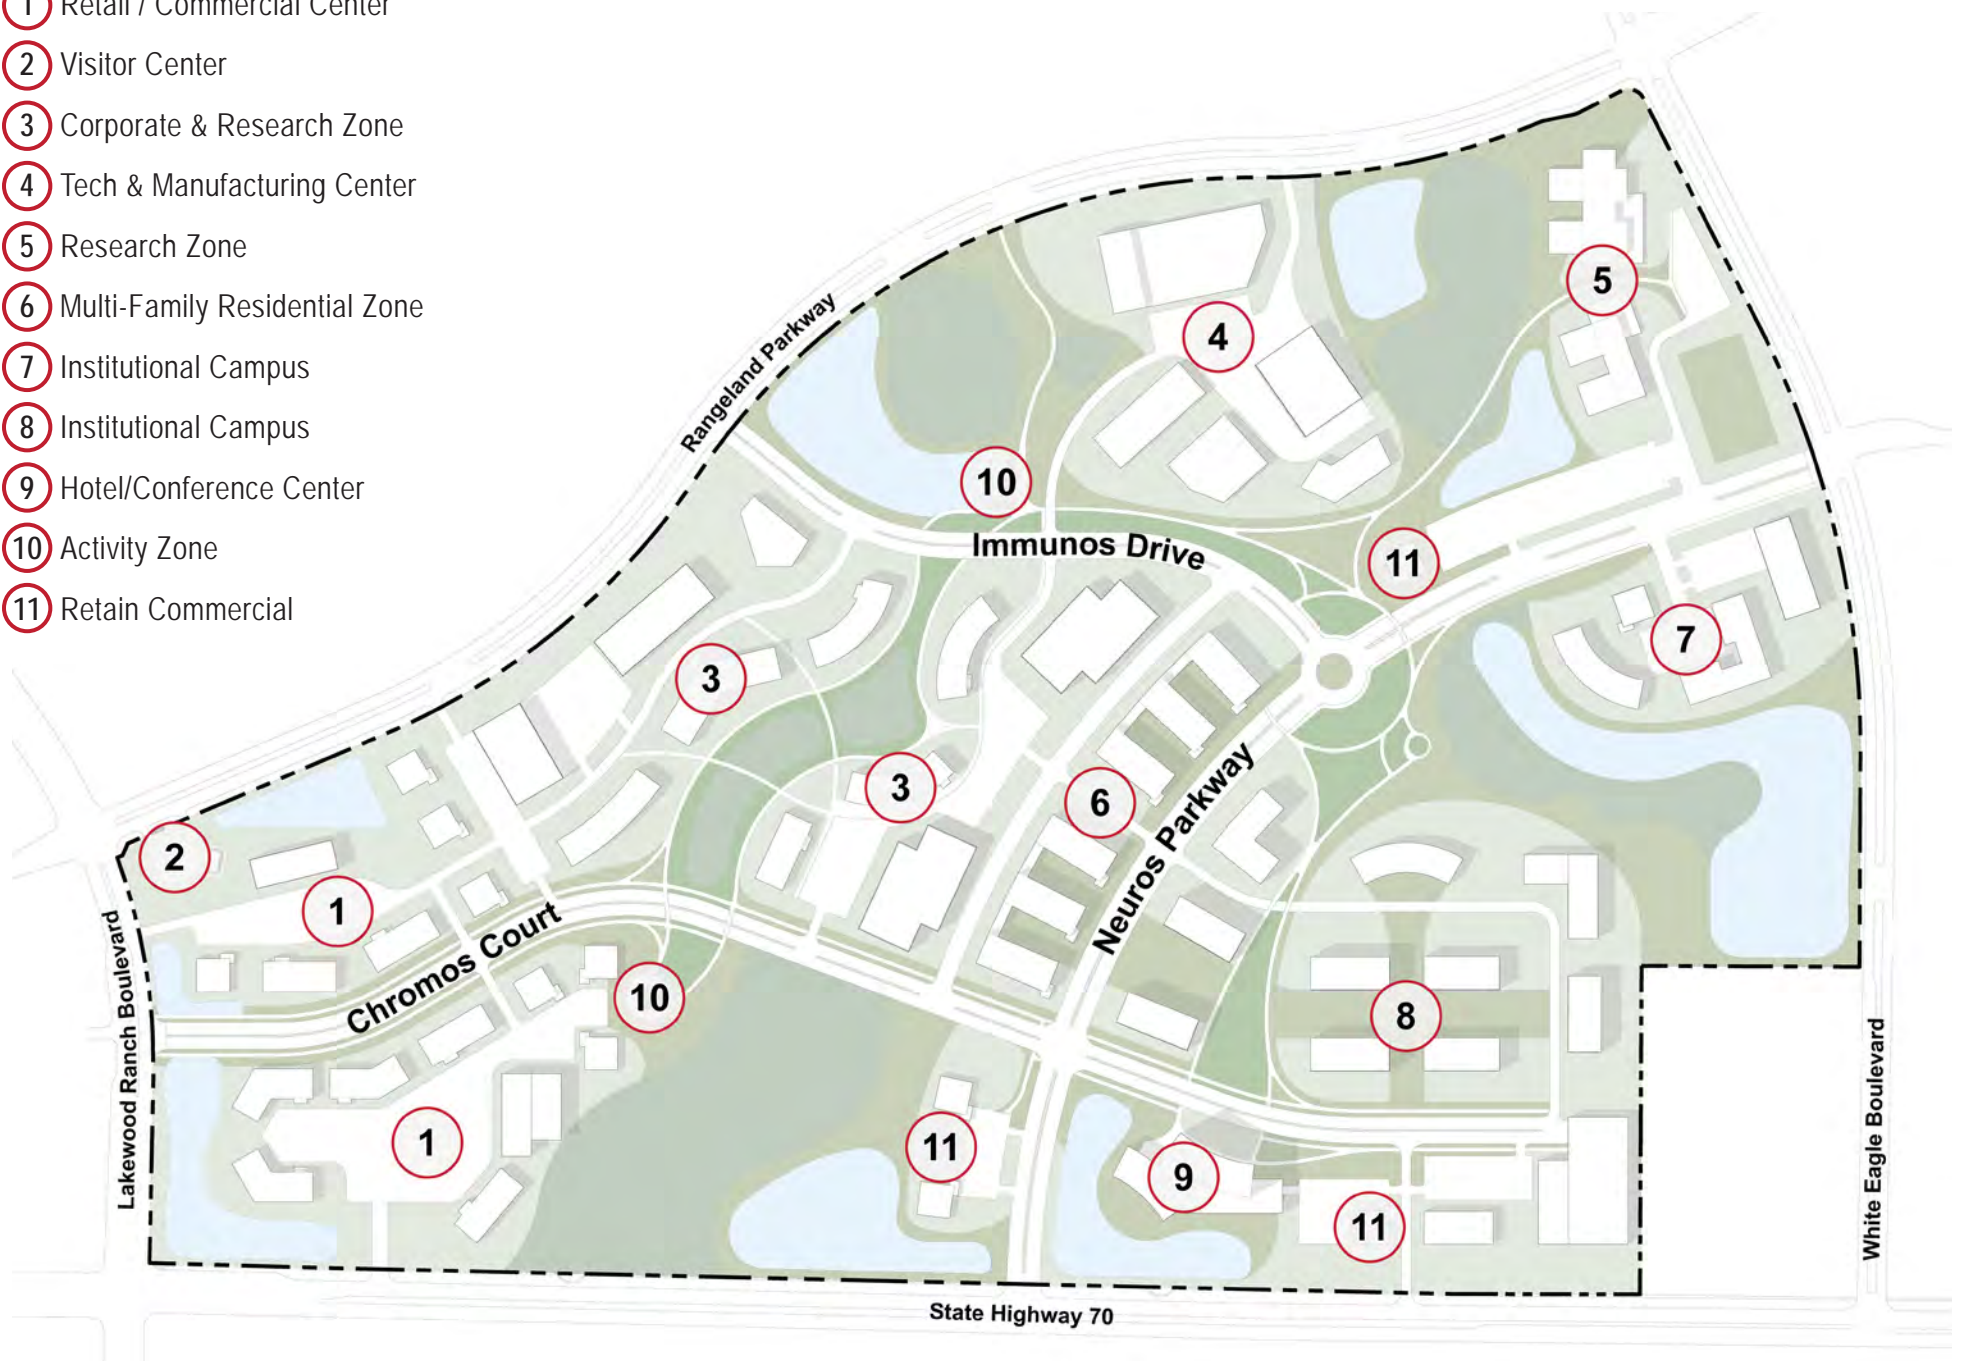 1 Retail / Commercial Center
2 Visitor Center
3 Corporate & Research Zone
4 Tech & Manufacturing Center
5 Research Zone
6 Multi-Family Residential Zone
7 Institutional Campus
8 Institutional Campus
9 Hotel/Conference Center
10 Activity Zone
11 Retain Commercial
5
Rangeland Parkway
4
10
Immunos Drive
11
7
3
3
6
Neuros Parkway
2
1
Lakewood Ranch Boulevard
Chromos Court
10
8
White Eagle Boulevard
1
11
9
11
State Highway 70